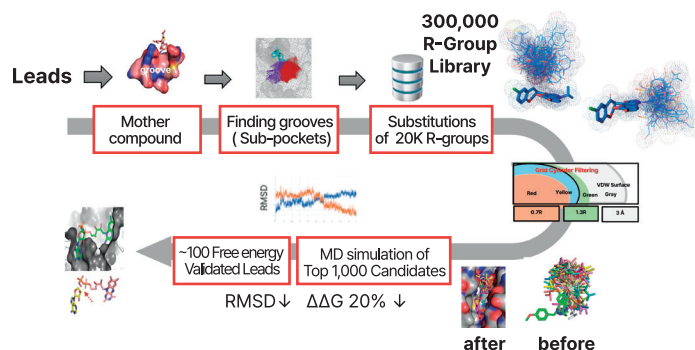 300,000
R-Group
Library
Leads
groove
Mother
compound
Finding grooves
( Sub-pockets)
Substitutions
of 20K R-groups
Grid Cylinder Filtering
VDW Surface
Red
Yellow
Green
Gray
0.7R
1.3R
3 Å
RMSD
~100 Free energy
Validated Leads
MD simulation of
Top 1,000 Candidates
RMSD↓ ΔΔG 20% ↓
after
before